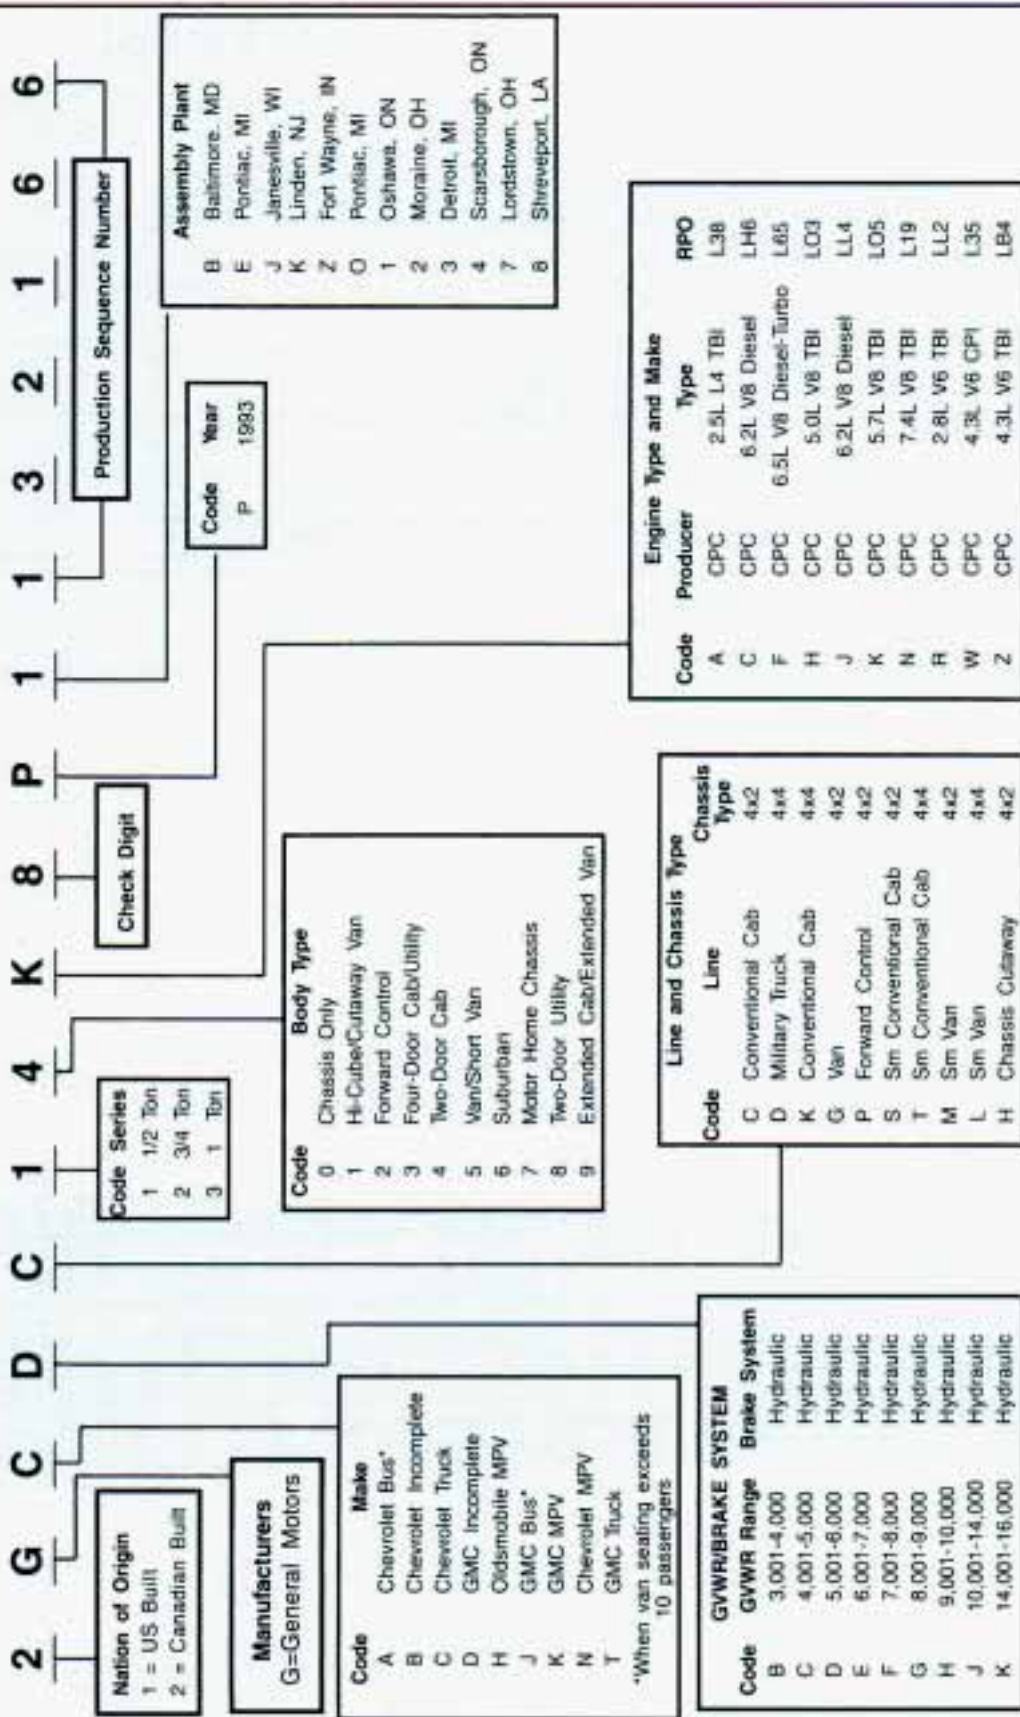 2 G C D C 1 4 K 8 P 1 1 3 2 1 6 6
Nation of Origin
1 = US Built
2 = Canadian Built
Manufacturers
G=General Motors
Code Make
A Chevrolet Bus*
B Chevrolet Incomplete
C Chevrolet Truck
D GMC Incomplete
H Oldsmobile MPV
J GMC Bus*
K GMC MPV
N Chevrolet MPV
T GMC Truck
*When van seating exceeds
10 passengers
GVWR/BRAKE SYSTEM
Code GVWR Range Brake System
B 3,001-4,000 Hydraulic
C 4,001-5,000 Hydraulic
D 5,001-6,000 Hydraulic
E 6,001-7,000 Hydraulic
F 7,001-8,000 Hydraulic
G 8,001-9,000 Hydraulic
H 9,001-10,000 Hydraulic
J 10,001-14,000 Hydraulic
K 14,001-16,000 Hydraulic
Code Series
1 1/2 Ton
2 3/4 Ton
3 1 Ton
Code Body Type
0 Chassis Only
1 Hi-Cube/Cutaway Van
2 Forward Control
3 Four-Door Cab/Utility
4 Two-Door Cab
5 Van/Short Van
6 Suburban
7 Motor Home Chassis
8 Two-Door Utility
9 Extended Cab/Extended Van
Line and Chassis Type
Code Line Chassis Type
C Conventional Cab 4x2
D Military Truck 4x4
K Conventional Cab 4x4
G Van 4x2
P Forward Control 4x2
S Sm Conventional Cab 4x2
T Sm Conventional Cab 4x4
M Sm Van 4x2
L Sm Van 4x4
H Chassis Cutaway 4x2
Check Digit
Code Year
P 1993
Production Sequence Number
Assembly Plant
B Baltimore, MD
E Pontiac, MI
J Janesville, WI
K Linden, NJ
Z Fort Wayne, IN
O Pontiac, MI
1 Oshawa, ON
2 Moraine, OH
3 Detroit, MI
4 Scarsborough, ON
7 Lordstown, OH
8 Shreveport, LA
Engine Type and Make
Code Producer Type RPO
A CPC 2.5L L4 TBI L38
C CPC 6.2L V8 Diesel LH6
F CPC 6.5L V8 Diesel-Turbo L65
H CPC 5.0L V8 TBI LO3
J CPC 6.2L V8 Diesel LL4
K CPC 5.7L V8 TBI LO5
N CPC 7.4L V8 TBI L19
R CPC 2.8L V6 TBI LL2
W CPC 4.3L V6 CPI L35
Z CPC 4.3L V6 TBI LB4